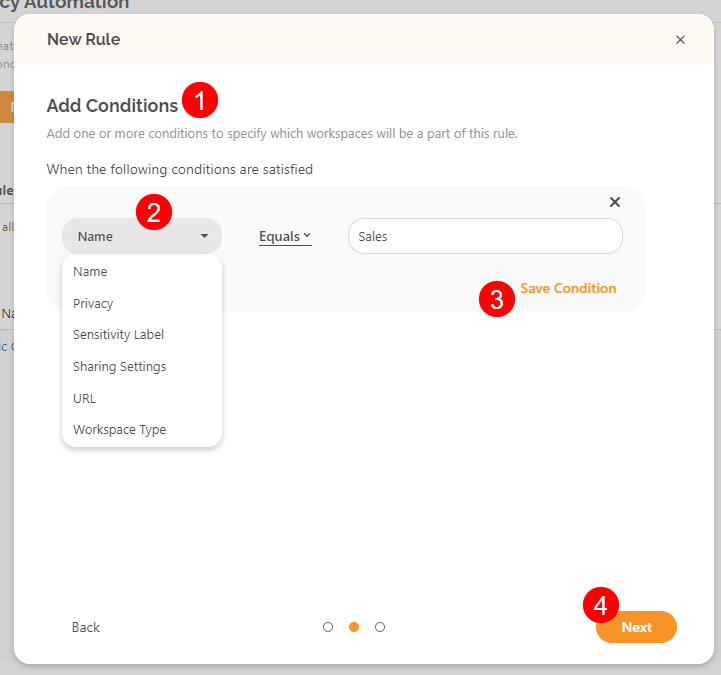 cy Automation
New Rule
Add Conditions 1
Add one or more conditions to specify which workspaces will be a part of this rule.
When the following conditions are satisfied
2
Name Equals Sales
Name
3 Save Condition
Privacy
Sensitivity Label
Sharing Settings
URL
Workspace Type
4
Back Next